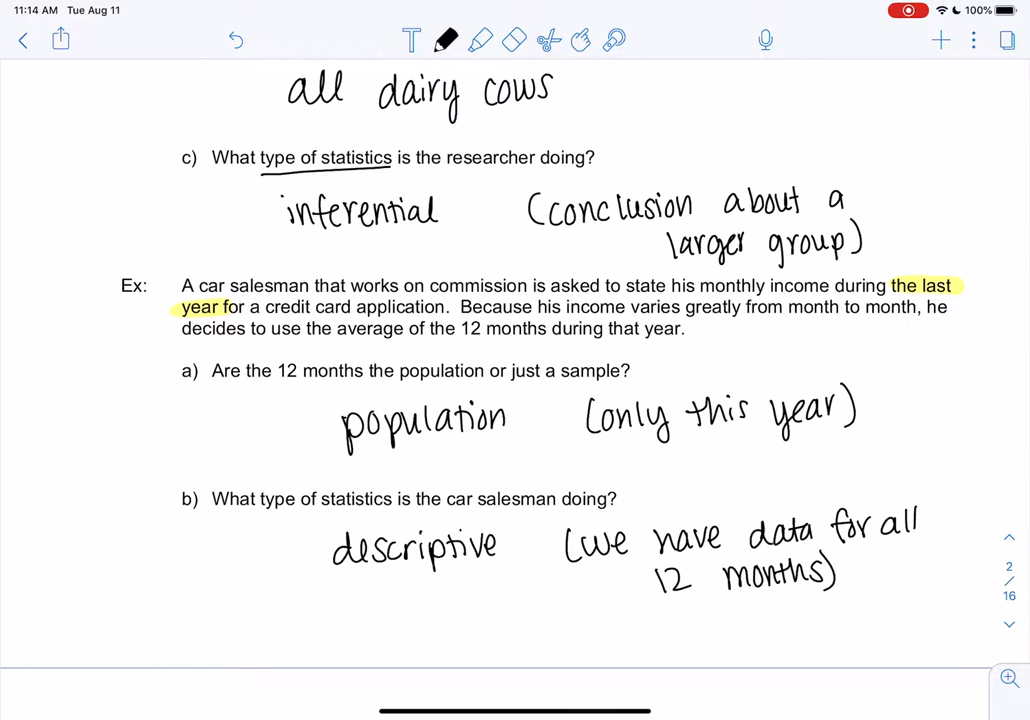 11:14 AM Tue Aug 11
100%
T
all dairy cows
c) What type of statistics is the researcher doing?
inferential (conclusion about a
larger group)
Ex: A car salesman that works on commission is asked to state his monthly income during the last
year for a credit card application. Because his income varies greatly from month to month, he
decides to use the average of the 12 months during that year.
a) Are the 12 months the population or just a sample?
population (only this year)
b) What type of statistics is the car salesman doing?
descriptive (we have data for all
12 months)
2
/
16